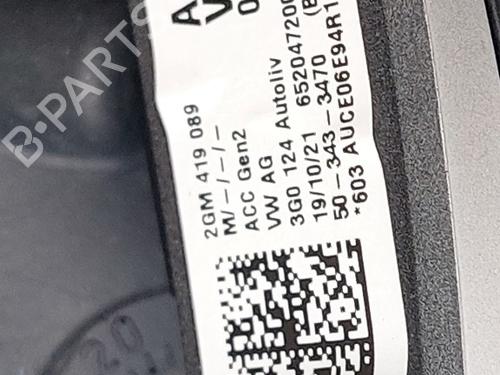 2GM 419 089
M/-/-/-/-
ACC Gen2
VW AG
3G0 124 Autoliv
19/10/21 652047200
50-343-3470 (B
*603 AUCE06E94R1
B-PARTS